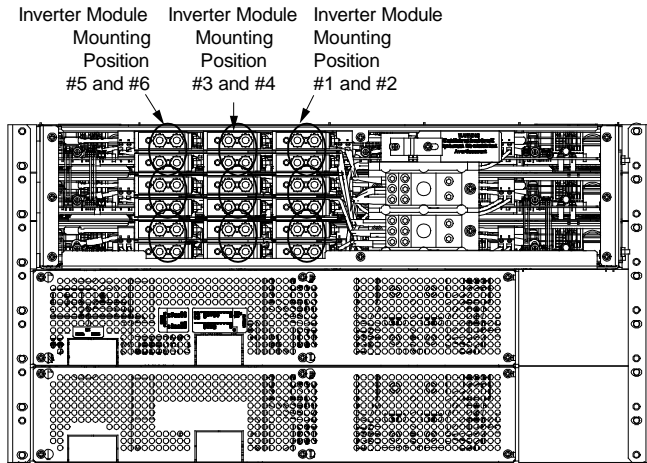 Inverter Module
Mounting
Position
#5 and #6
Inverter Module
Mounting
Position
#3 and #4
Inverter Module
Mounting
Position
#1 and #2